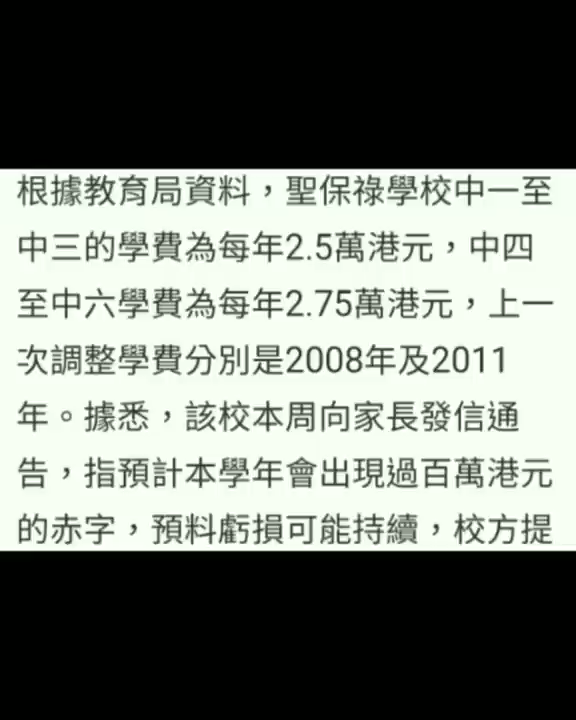 根據教育局資料，聖保祿學校中一至
中三的學費為每年2.5萬港元，中四
至中六學費為每年2.75萬港元，上一
次調整學費分別是2008年及2011
年。據悉，該校本周向家長發信通
告，指預計本學年會出現過百萬港元
的赤字，預料虧損可能持續，校方提